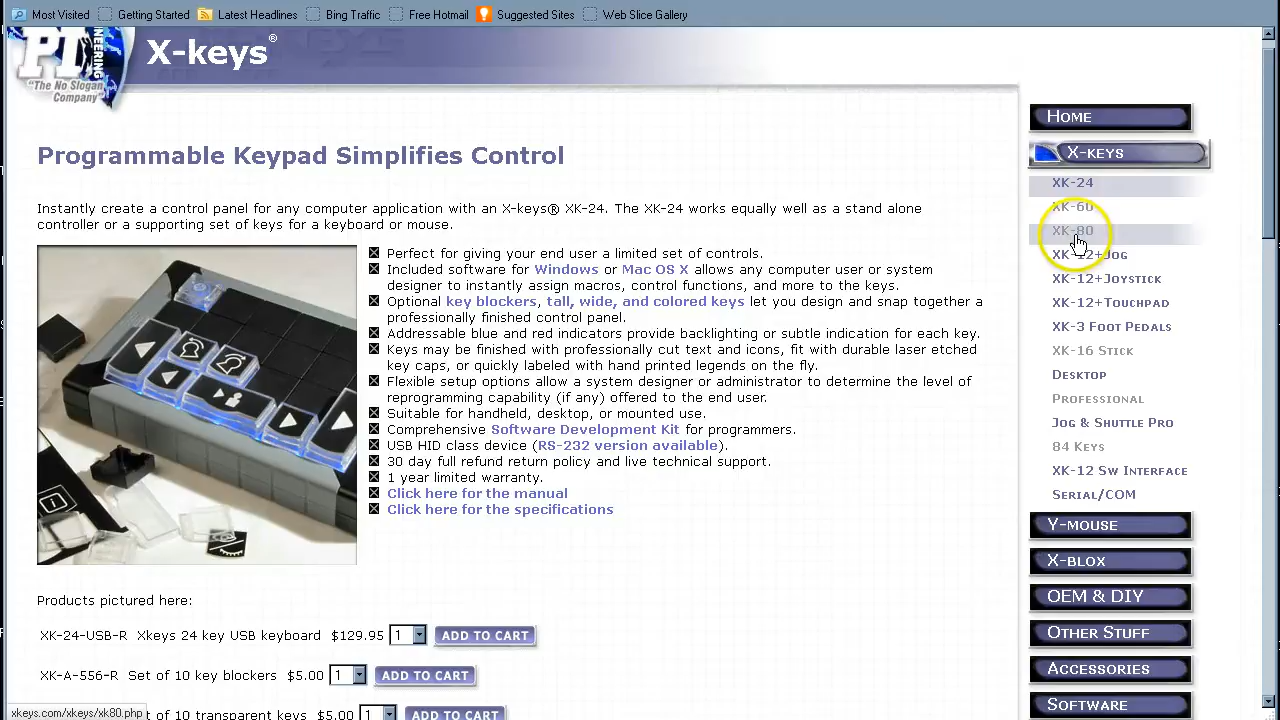 Most Visited Getting Started Latest Headlines Bing Traffic Free Hotmail Suggested Sites Web Slice Gallery
PI ENGINEERING
"The No Slogan
Company"
X-keys®
Programmable Keypad Simplifies Control
Instantly create a control panel for any computer application with an X-keys® XK-24. The XK-24 works equally well as a stand alone
controller or a supporting set of keys for a keyboard or mouse.
Perfect for giving your end user a limited set of controls.
Included software for Windows or Mac OS X allows any computer user or system
designer to instantly assign macros, control functions, and more to the keys.
Optional key blockers, tall, wide, and colored keys let you design and snap together a
professionally finished control panel.
Addressable blue and red indicators provide backlighting or subtle indication for each key.
Keys may be finished with professionally cut text and icons, fit with durable laser etched
key caps, or quickly labeled with hand printed legends on the fly.
Flexible setup options allow a system designer or administrator to determine the level of
reprogramming capability (if any) offered to the end user.
Suitable for handheld, desktop, or mounted use.
Comprehensive Software Development Kit for programmers.
USB HID class device (RS-232 version available).
30 day full refund return policy and live technical support.
1 year limited warranty.
Click here for the manual
Click here for the specifications
Products pictured here:
XK-24-USB-R Xkeys 24 key USB keyboard $129.95 1 ADD TO CART
XK-A-556-R Set of 10 key blockers $5.00 1 ADD TO CART
t of 10 transparent keys $5.00 1 ADD TO CART
xkeys.com/xkeys/xk80.php
Home
X-keys
XK-24
XK-60
XK-80
XK-12+Jog
XK-12+Joystick
XK-12+Touchpad
XK-3 Foot Pedals
XK-16 Stick
Desktop
Professional
Jog & Shuttle Pro
84 Keys
XK-12 Sw Interface
Serial/COM
Y-mouse
X-blox
OEM & DIY
Other Stuff
Accessories
Software